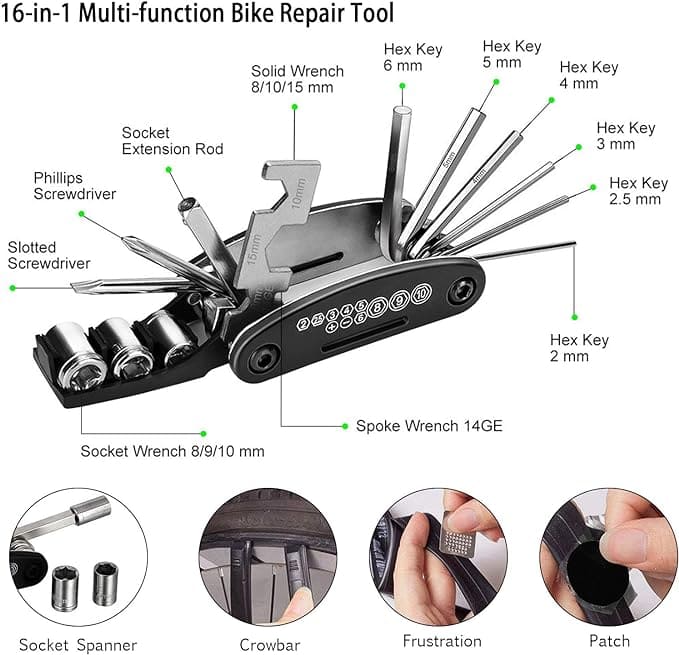 16-in-1 Multi-function Bike Repair Tool
Hex Key
6 mm
Hex Key
5 mm
Hex Key
4 mm
Hex Key
3 mm
Hex Key
2.5 mm
Solid Wrench
8/10/15 mm
Socket
Extension Rod
Phillips
Screwdriver
Slotted
Screwdriver
10mm
15mm
GE
5mm
4mm
2 2.5 3 4 5 8 9 10
+ − 6
Hex Key
2 mm
Spoke Wrench 14GE
Socket Wrench 8/9/10 mm
Socket Spanner
Crowbar
Frustration
Patch